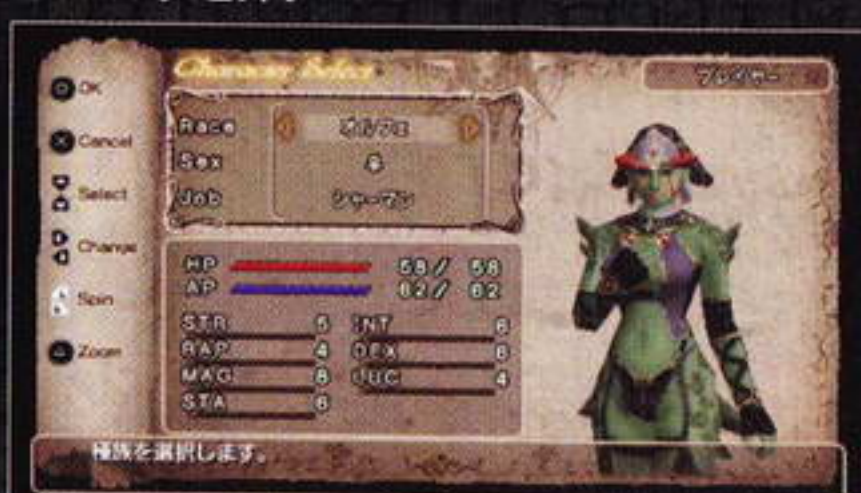 Character Select
プレイヤー
OK
Cancel
Select
Change
Spin
Zoom
Race オルフェ
Sex
Job シャーマン
HP 58/ 58
AP 62/ 62
STR 5 INT 6
RAP 4 DEX 6
MAG 8 LUC 4
STA 6
種族を選択します。